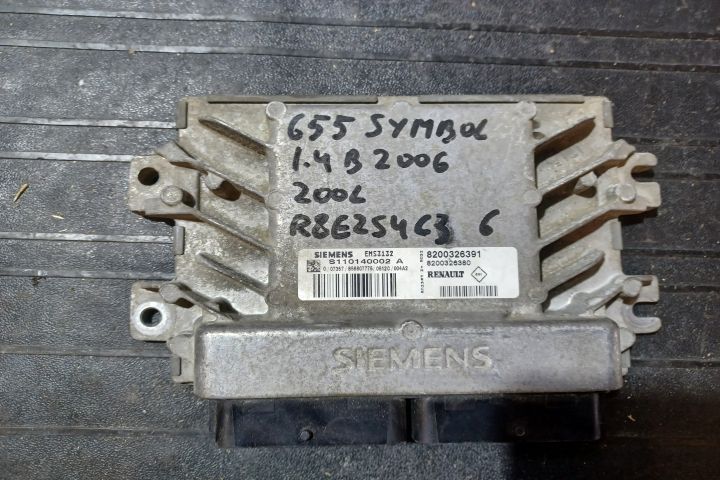 655 SYMBOL
1.4 B 2006
200L
R8E254C3 6
SIEMENS EMS3132
S110140002 A
8200326391
8200326380
RENAULT
SIEMENS